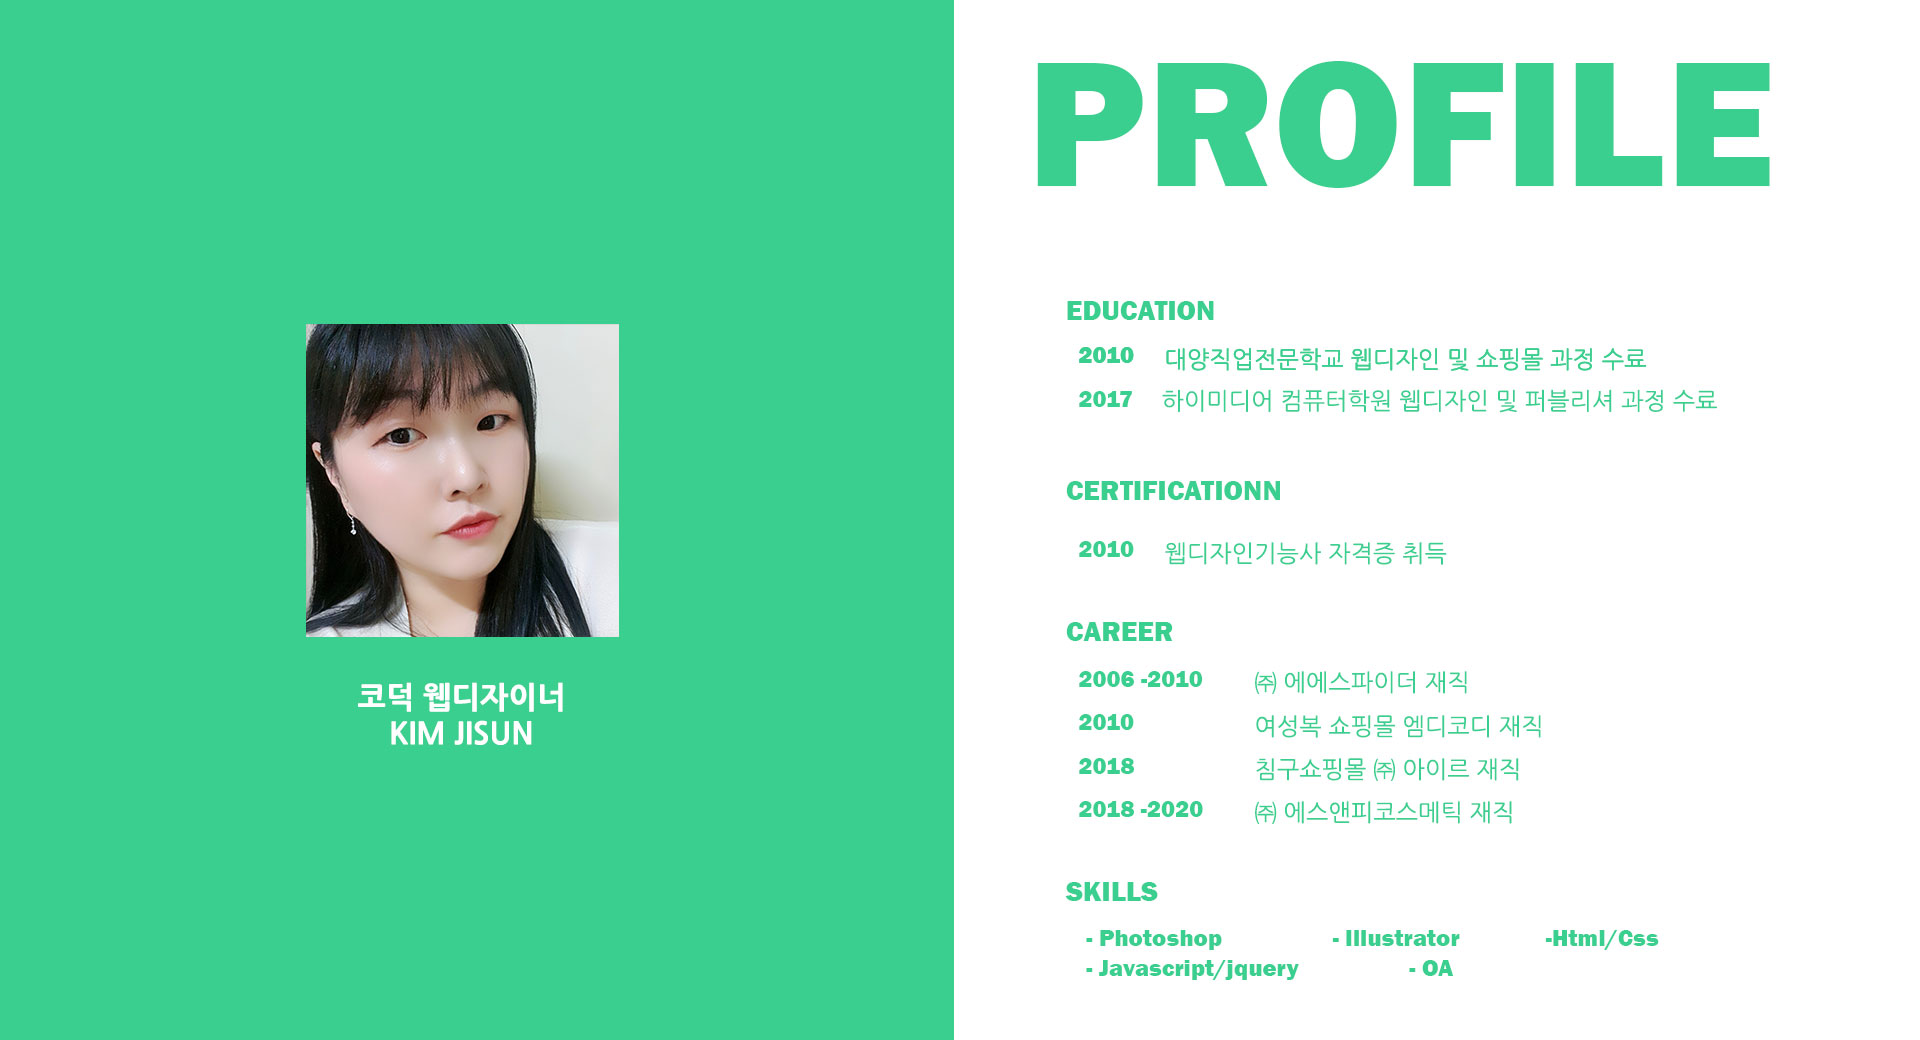 코덕 웹디자이너
KIM JISUN
PROFILE
EDUCATION
2010 대양직업전문학교 웹디자인 및 쇼핑몰 과정 수료
2017 하이미디어 컴퓨터학원 웹디자인 및 퍼블리셔 과정 수료
CERTIFICATIONN
2010 웹디자인기능사 자격증 취득
CAREER
2006 -2010 ㈜ 에에스파이더 재직
2010 여성복 쇼핑몰 엠디코디 재직
2018 침구쇼핑몰 ㈜ 아이르 재직
2018 -2020 ㈜ 에스앤피코스메틱 재직
SKILLS
- Photoshop - Illustrator -Html/Css
- Javascript/jquery - OA